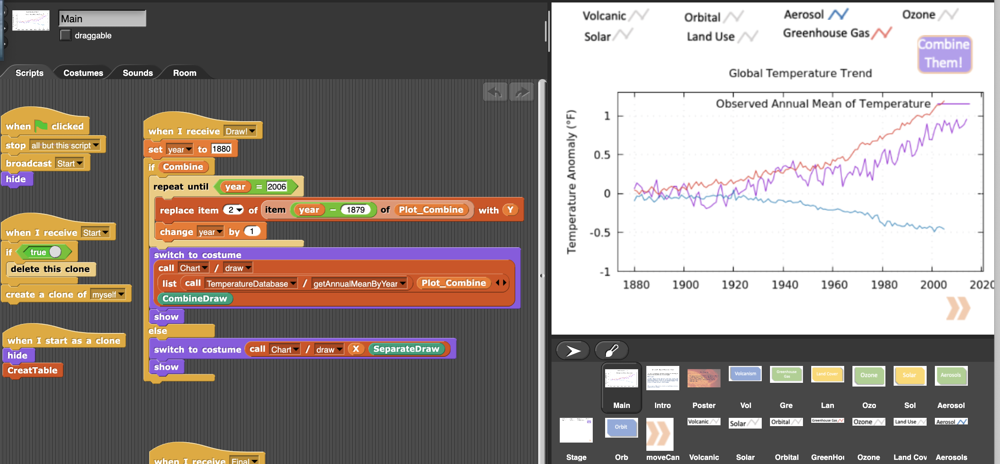 Main
draggable
Scripts
Costumes
Sounds
Room
when clicked
stop all but this script
broadcast Start
hide
when I receive Start
if true
delete this clone
create a clone of myself
when I start as a clone
hide
CreatTable
when I receive Draw!
set year to 1880
if Combine
repeat until year = 2006
replace item 2 of item year - 1879 of Plot_Combine with Y
change year by 1
switch to costume
call Chart / draw
list call TemperatureDatabase / getAnnualMeanByYear Plot_Combine
CombineDraw
show
else
switch to costume call Chart / draw X SeparateDraw
show
when I receive Final
Volcanic
Orbital
Aerosol
Ozone
Solar
Land Use
Greenhouse Gas
Combine
Them!
Global Temperature Trend
Observed Annual Mean of Temperature
Temperature Anomaly (°F)
1
0.5
0
-0.5
-1
1880 1900 1920 1940 1960 1980 2000 2020
Volcanism
Greenhouse
Gas
Land Cover
Ozone
Solar
Aerosols
Main
Intro
Poster
Vol
Gre
Lan
Ozo
Sol
Aerosol
Orbit
Volcanic
Solar
Orbital
Greenhouse Gas
Ozone
Land Use
Aerosol
Stage
Orb
moveCan
Volcanic
Solar
Orbital
GreenHou
Ozone
Land Cov
Aerosols